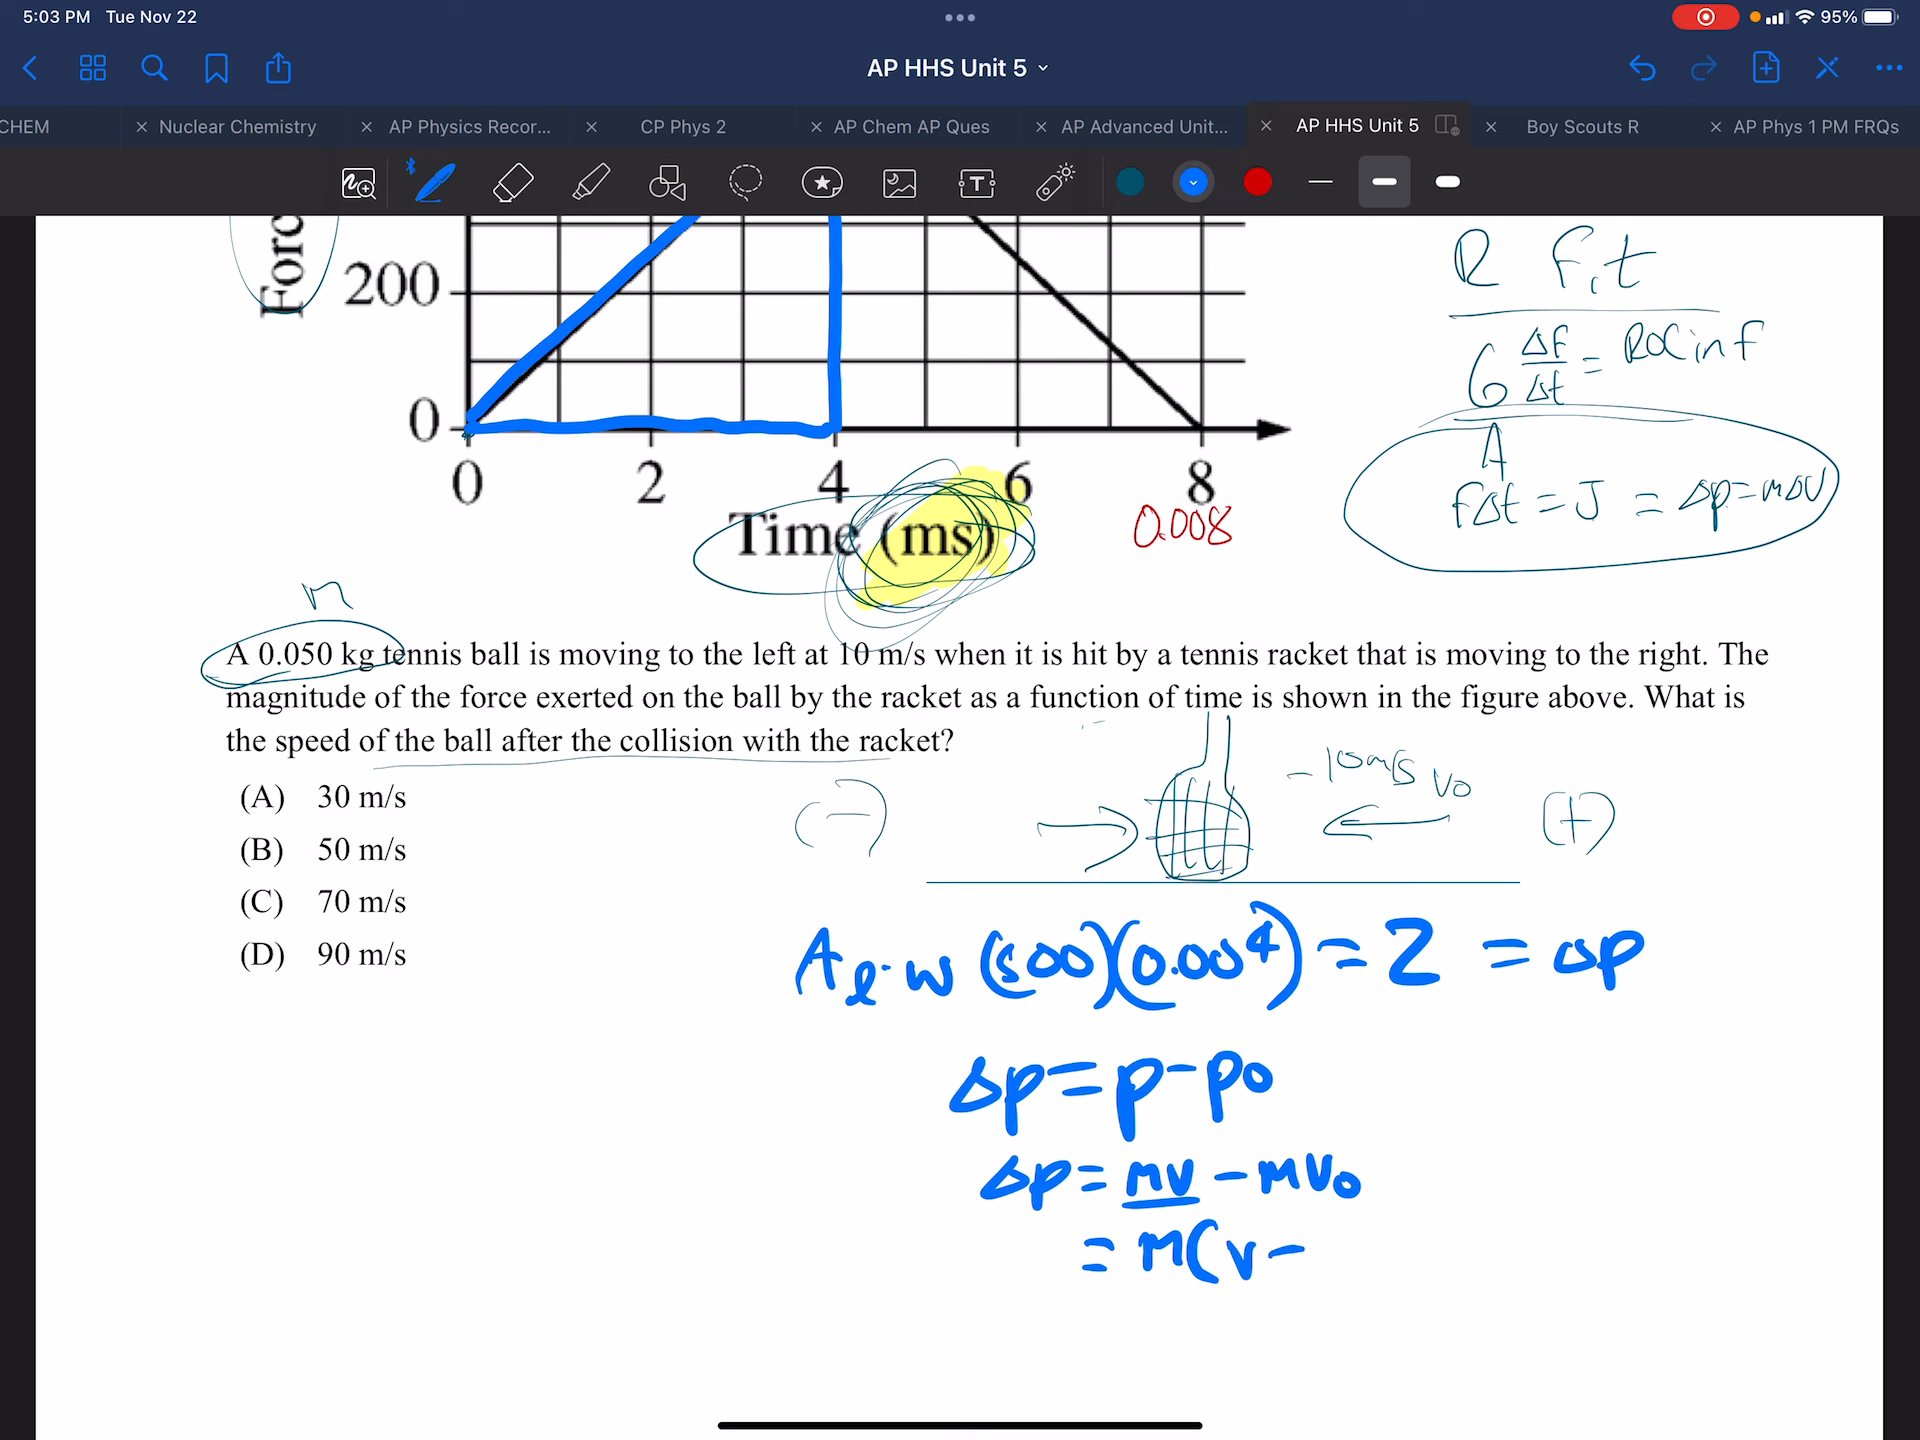 5:03 PM Tue Nov 22
95%
AP HHS Unit 5
CHEM
Nuclear Chemistry
AP Physics Recor...
CP Phys 2
AP Chem AP Ques
AP Advanced Unit...
AP HHS Unit 5
Boy Scouts R
AP Phys 1 PM FRQs
T
Forc
200
0
0 2 4 6 8
Time (ms)
0.008
R F, t
G ΔF/Δt = ROC in F
A
FΔt = J = Δp = mΔV
m
A 0.050 kg tennis ball is moving to the left at 10 m/s when it is hit by a tennis racket that is moving to the right. The
magnitude of the force exerted on the ball by the racket as a function of time is shown in the figure above. What is
the speed of the ball after the collision with the racket?
(A) 30 m/s
(B) 50 m/s
(C) 70 m/s
(D) 90 m/s
(-)
-10 m/s Vo
(+)
A l·w (500)(0.004) = 2 = Δp
Δp = p - po
Δp = mv - mvo
= m(v -